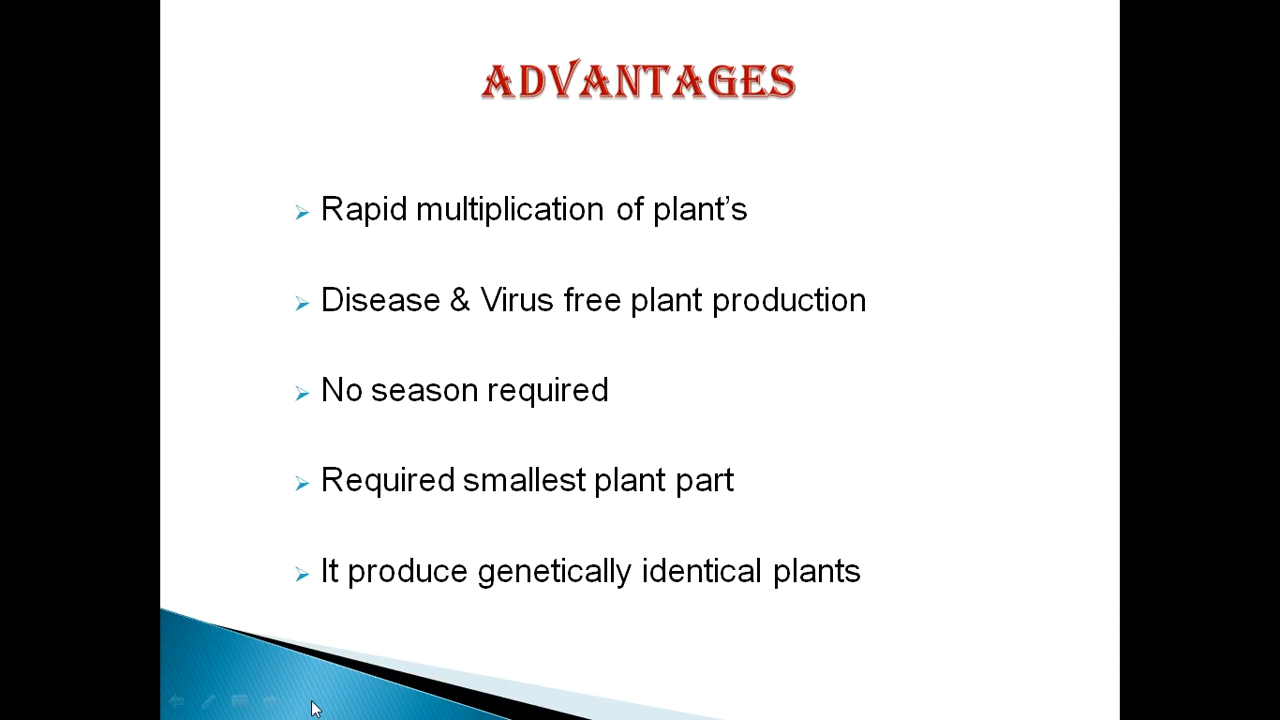 ADVANTAGES
Rapid multiplication of plant’s
Disease & Virus free plant production
No season required
Required smallest plant part
It produce genetically identical plants